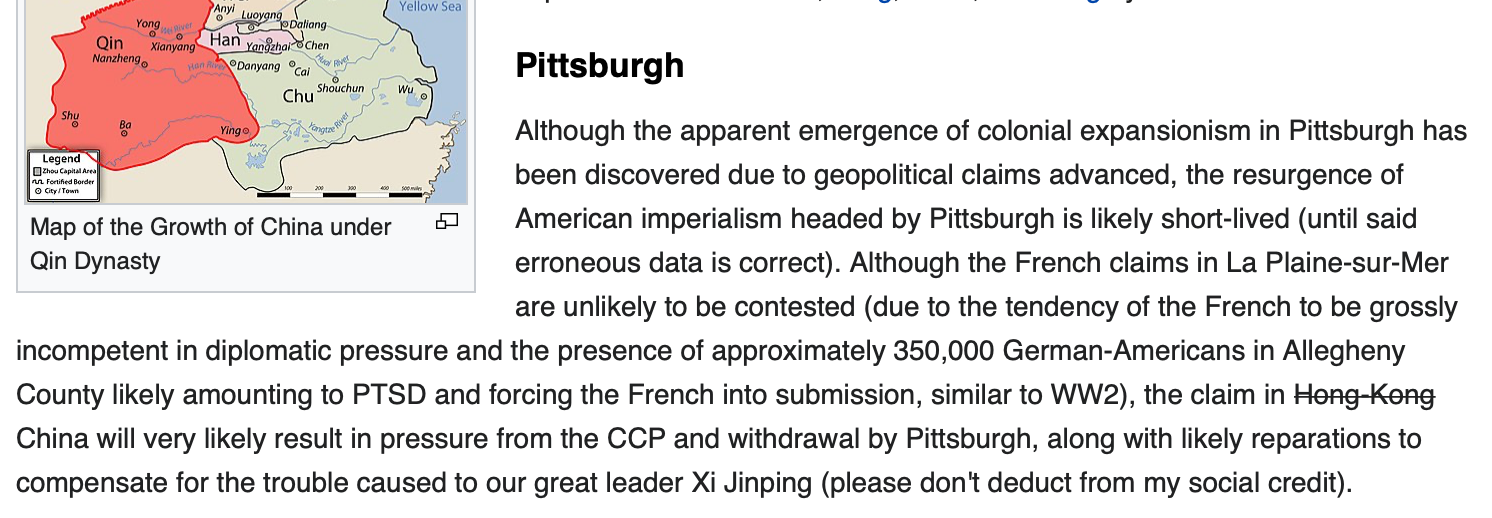 Yellow Sea
Anyi
Luoyang
Daliang
Yong
Wei River
Qin
Xianyang
Han
Yangzhai
Chen
Nanzheng
Han River
Danyang
Cai
Huai River
Shouchun
Chu
Wu
Shu
Ba
Ying
Yangtze River
Legend
Zhou Capital Area
Fortified Border
City / Town
100 200 300 400 500 miles
Map of the Growth of China under
Qin Dynasty
Pittsburgh
Although the apparent emergence of colonial expansionism in Pittsburgh has
been discovered due to geopolitical claims advanced, the resurgence of
American imperialism headed by Pittsburgh is likely short-lived (until said
erroneous data is correct). Although the French claims in La Plaine-sur-Mer
are unlikely to be contested (due to the tendency of the French to be grossly
incompetent in diplomatic pressure and the presence of approximately 350,000 German-Americans in Allegheny
County likely amounting to PTSD and forcing the French into submission, similar to WW2), the claim in Hong-Kong
China will very likely result in pressure from the CCP and withdrawal by Pittsburgh, along with likely reparations to
compensate for the trouble caused to our great leader Xi Jinping (please don't deduct from my social credit).